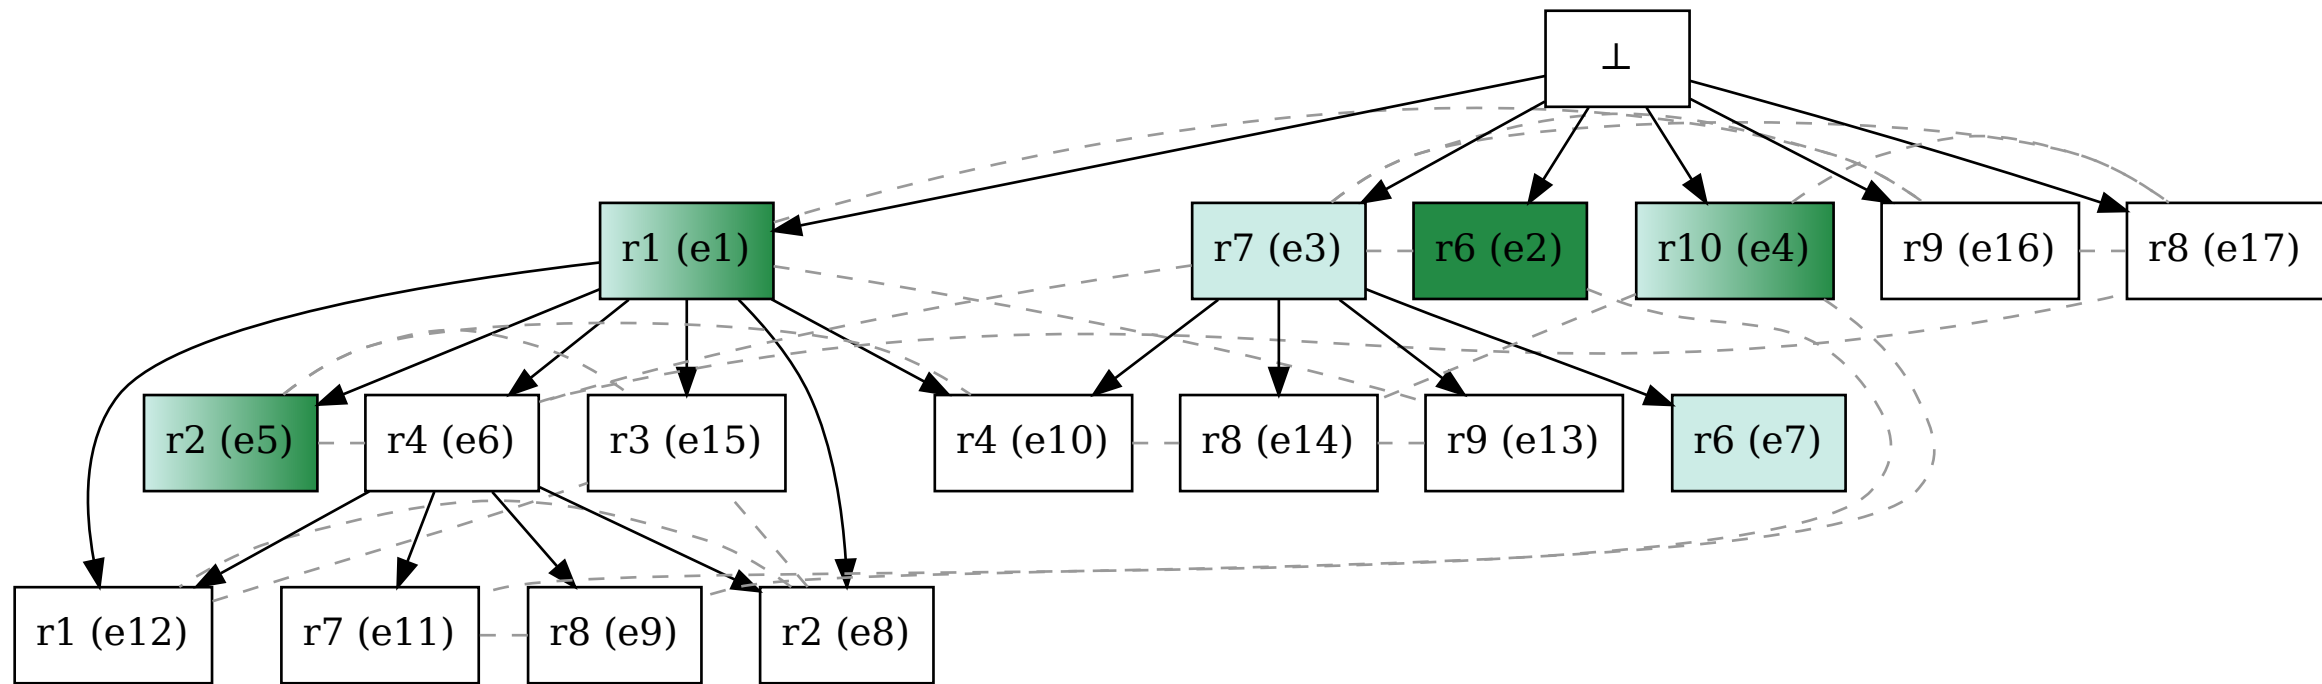 ⊥
r1 (e1)
r7 (e3)
r6 (e2)
r10 (e4)
r9 (e16)
r8 (e17)
r2 (e5)
r4 (e6)
r3 (e15)
r4 (e10)
r8 (e14)
r9 (e13)
r6 (e7)
r1 (e12)
r7 (e11)
r8 (e9)
r2 (e8)